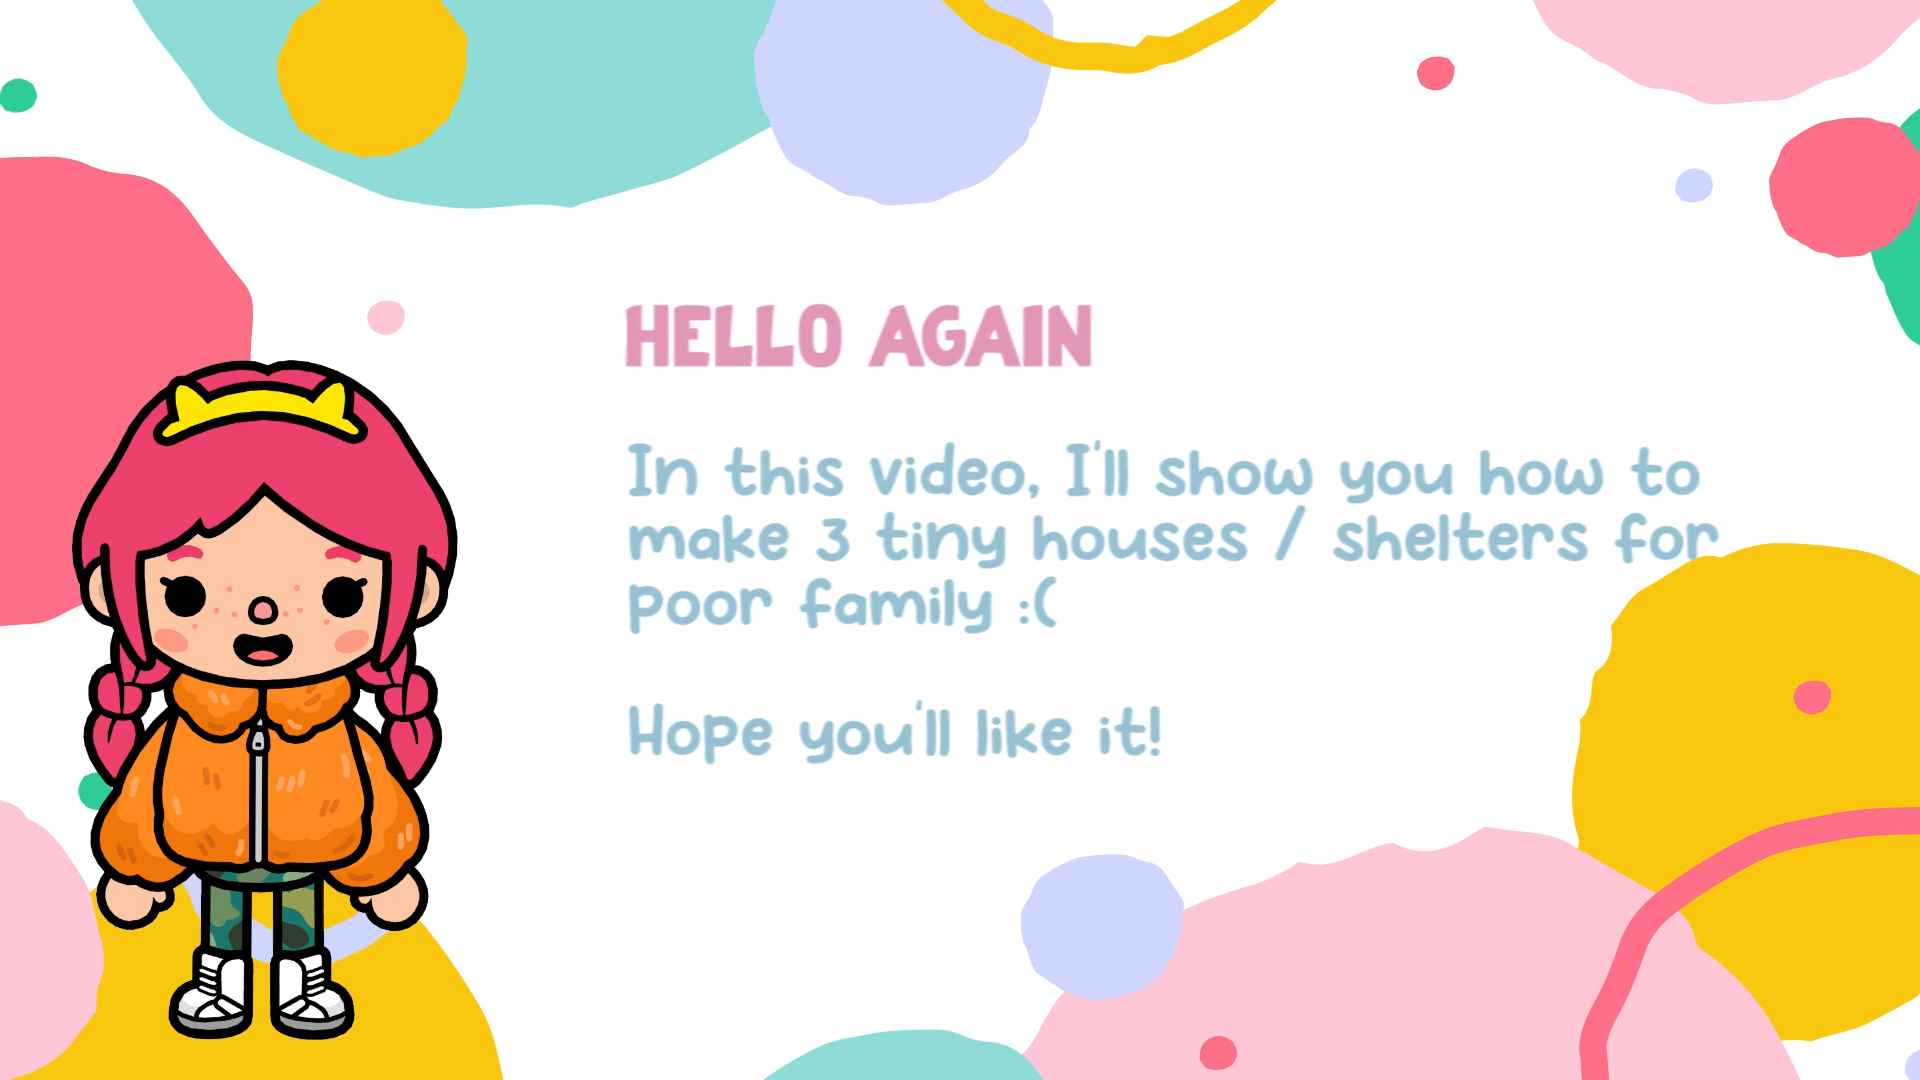 HELLO AGAIN
In this video, I'll show you how to
make 3 tiny houses / shelters for
poor family :(
Hope you'll like it!